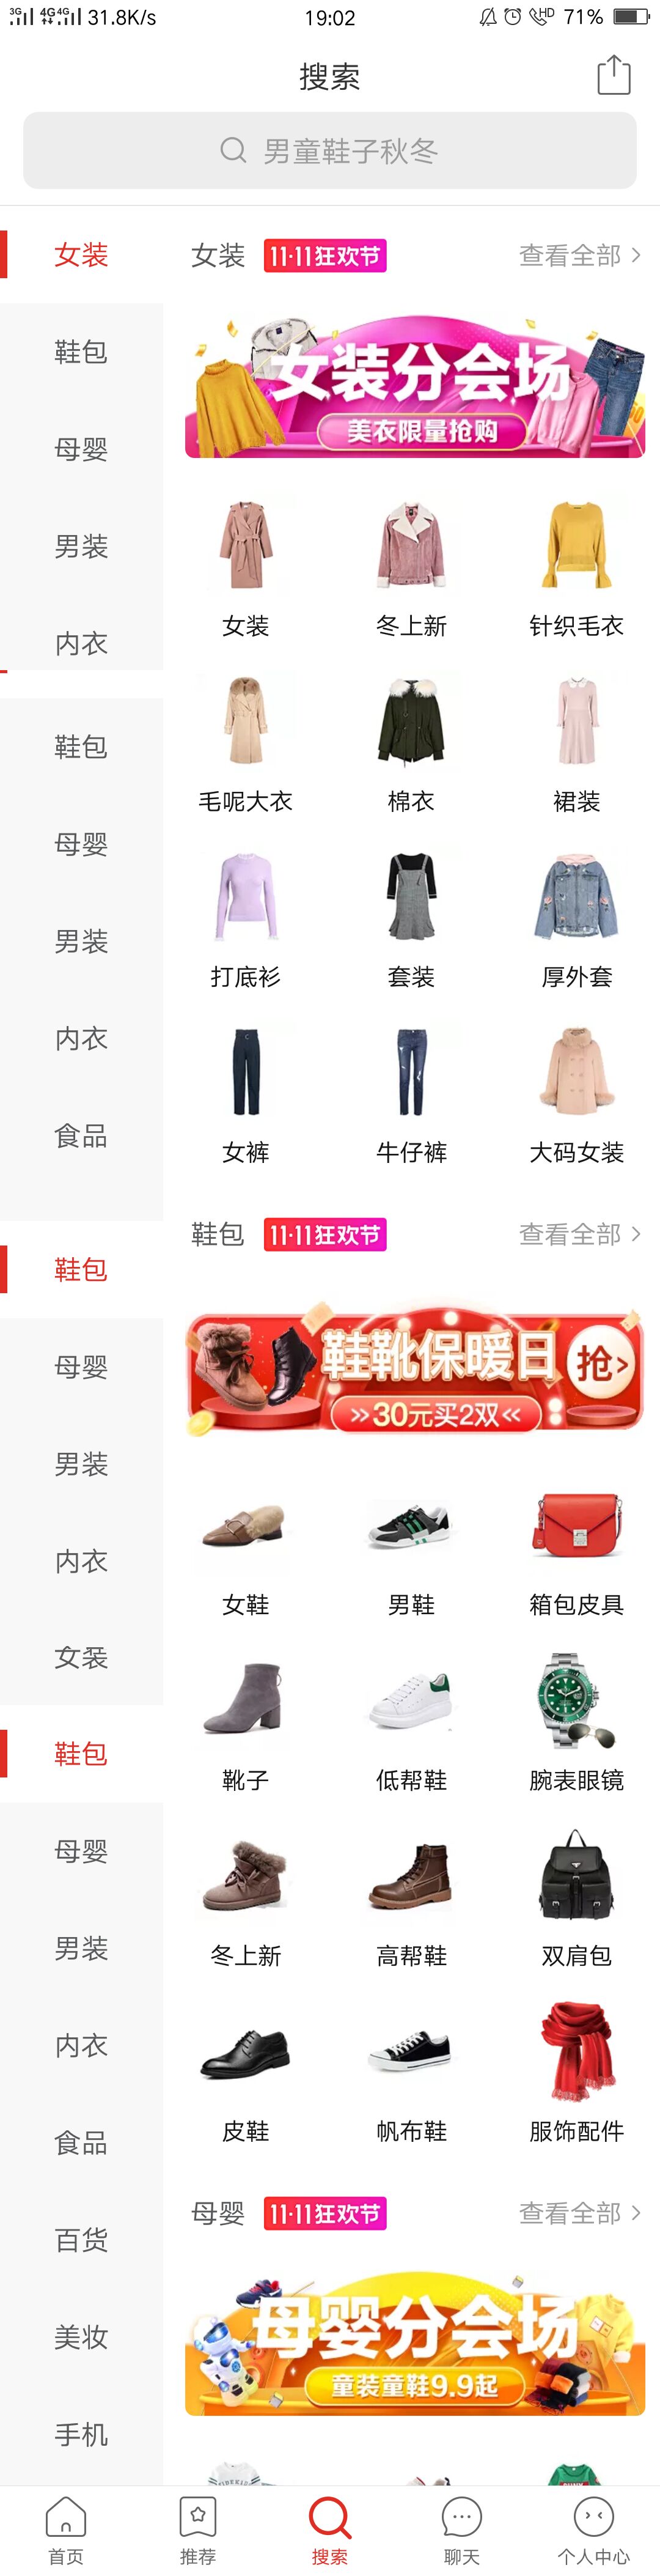 3G 4G 4G 31.8K/s 19:02 HD 71%
搜索
男童鞋子秋冬
女装
鞋包
母婴
男装
内衣
鞋包
母婴
男装
内衣
食品
鞋包
母婴
男装
内衣
女装
鞋包
母婴
男装
内衣
食品
百货
美妆
手机
女装 11·11狂欢节 查看全部
女装分会场
美衣限量抢购
女装 冬上新 针织毛衣
毛呢大衣 棉衣 裙装
打底衫 套装 厚外套
女裤 牛仔裤 大码女装
鞋包 11·11狂欢节 查看全部
鞋靴保暖日 抢>
»30元买2双«
女鞋 男鞋 箱包皮具
靴子 低帮鞋 腕表眼镜
冬上新 高帮鞋 双肩包
皮鞋 帆布鞋 服饰配件
母婴 11·11狂欢节 查看全部
母婴分会场
童装童鞋9.9起
首页 推荐 搜索 聊天 个人中心